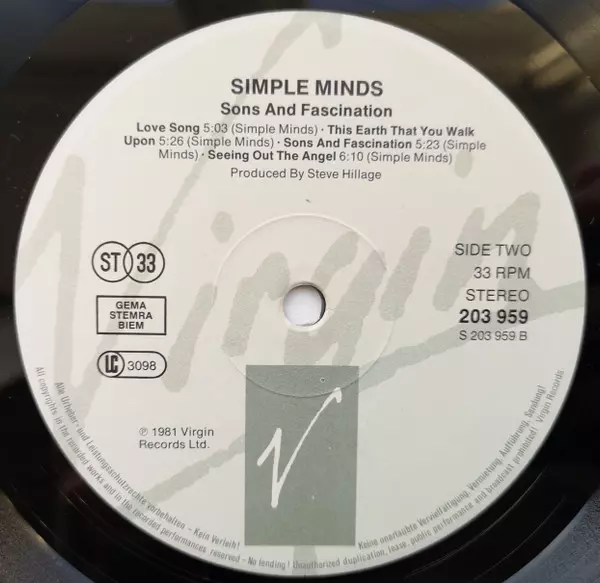 SIMPLE MINDS
Sons And Fascination
Love Song 5:03 (Simple Minds) · This Earth That You Walk
Upon 5:26 (Simple Minds) · Sons And Fascination 5:23 (Simple
Minds) · Seeing Out The Angel 6:10 (Simple Minds)
Produced By Steve Hillage
Virgin
ST 33
GEMA
STEMRA
BIEM
LC 3098
SIDE TWO
33 RPM
STEREO
203 959
S 203 959 B
℗ 1981 Virgin
Records Ltd.
V
Alle Urheber- und Leistungsschutzrechte vorbehalten – Kein Verleih! Keine unerlaubte Vervielfältigung, Vermietung, Aufführung, Sendung!
All copyrights in the recorded works and in the recorded performances reserved – No lending! Unauthorized duplication, lease, public performance and broadcast prohibited! Virgin Records